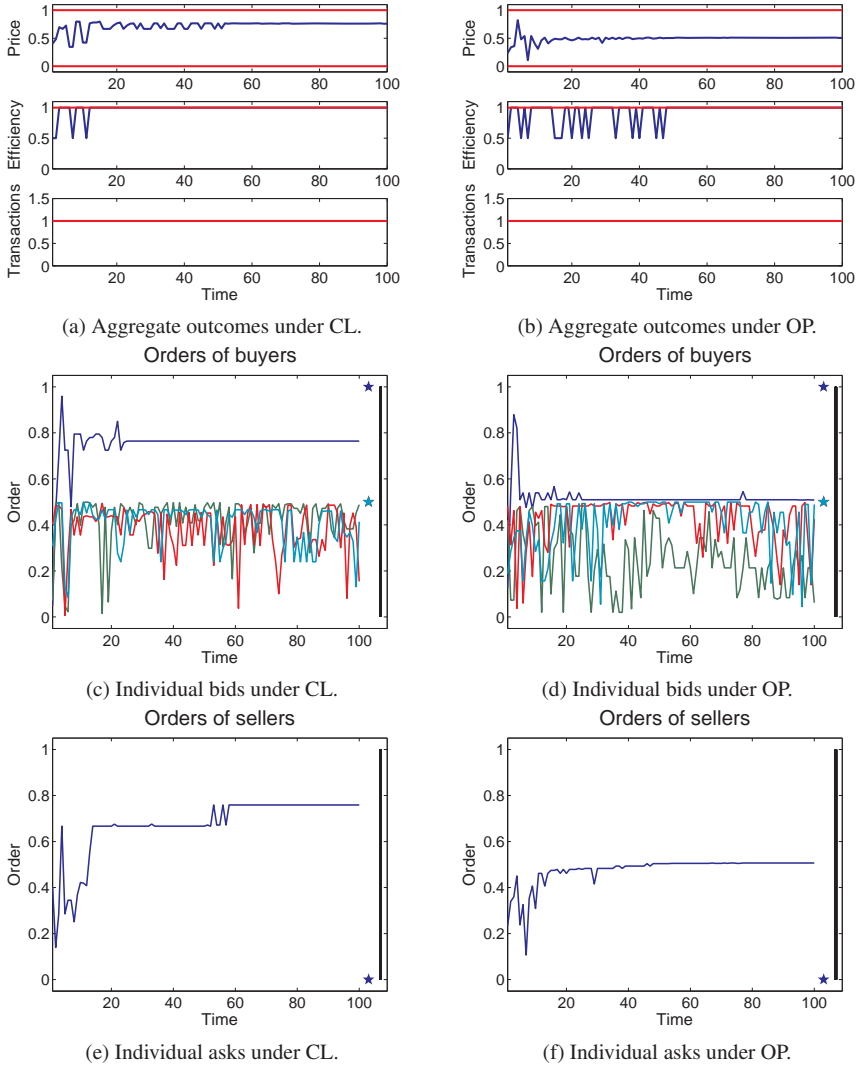 Price
1
0.5
0
20 40 60 80 100
Efficiency
1
0.5
0
20 40 60 80 100
Transactions
1.5
1
0.5
0
20 40 60 80 100
Time
(a) Aggregate outcomes under CL.
Price
1
0.5
0
20 40 60 80 100
Efficiency
1
0.5
0
20 40 60 80 100
Transactions
1.5
1
0.5
0
20 40 60 80 100
Time
(b) Aggregate outcomes under OP.
Orders of buyers
Order
1
0.8
0.6
0.4
0.2
0
20 40 60 80 100
Time
(c) Individual bids under CL.
Orders of buyers
Order
1
0.8
0.6
0.4
0.2
0
20 40 60 80 100
Time
(d) Individual bids under OP.
Orders of sellers
Order
1
0.8
0.6
0.4
0.2
0
20 40 60 80 100
Time
(e) Individual asks under CL.
Orders of sellers
Order
1
0.8
0.6
0.4
0.2
0
20 40 60 80 100
Time
(f) Individual asks under OP.